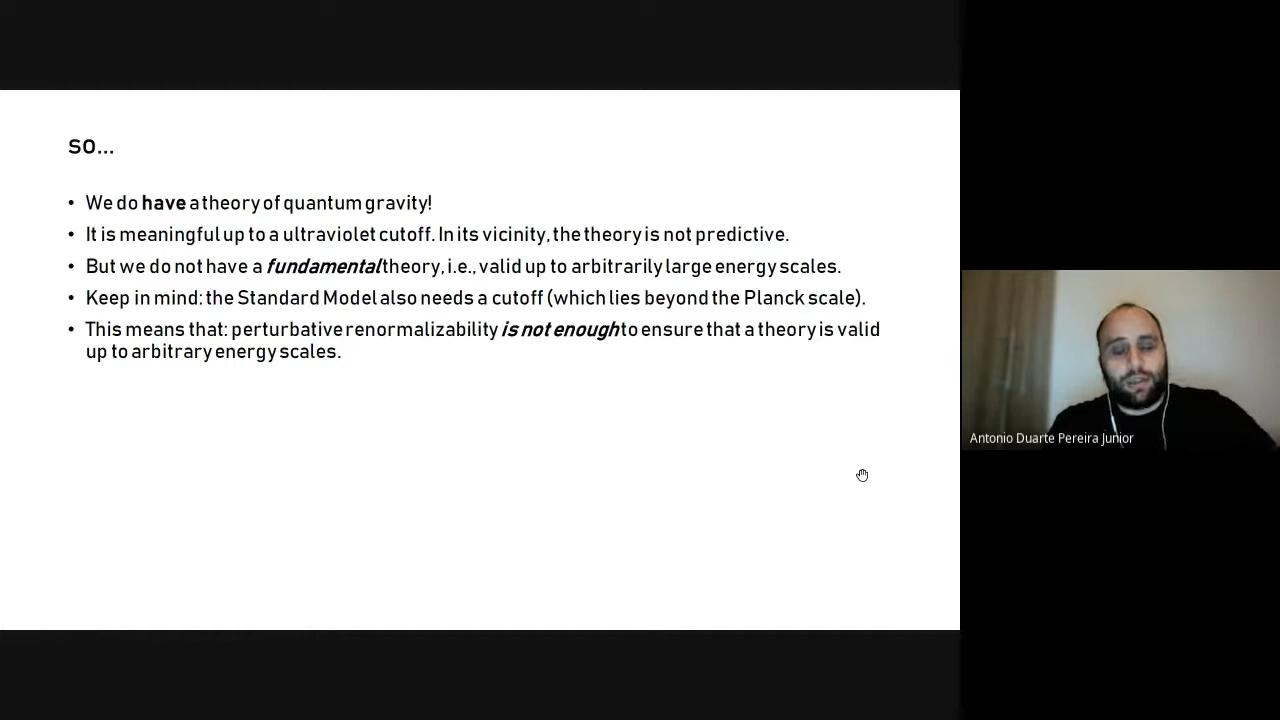 SO...
• We do have a theory of quantum gravity!
• It is meaningful up to a ultraviolet cutoff. In its vicinity, the theory is not predictive.
• But we do not have a fundamental theory, i.e., valid up to arbitrarily large energy scales.
• Keep in mind: the Standard Model also needs a cutoff (which lies beyond the Planck scale).
• This means that: perturbative renormalizability is not enough to ensure that a theory is valid
up to arbitrary energy scales.
Antonio Duarte Pereira Junior